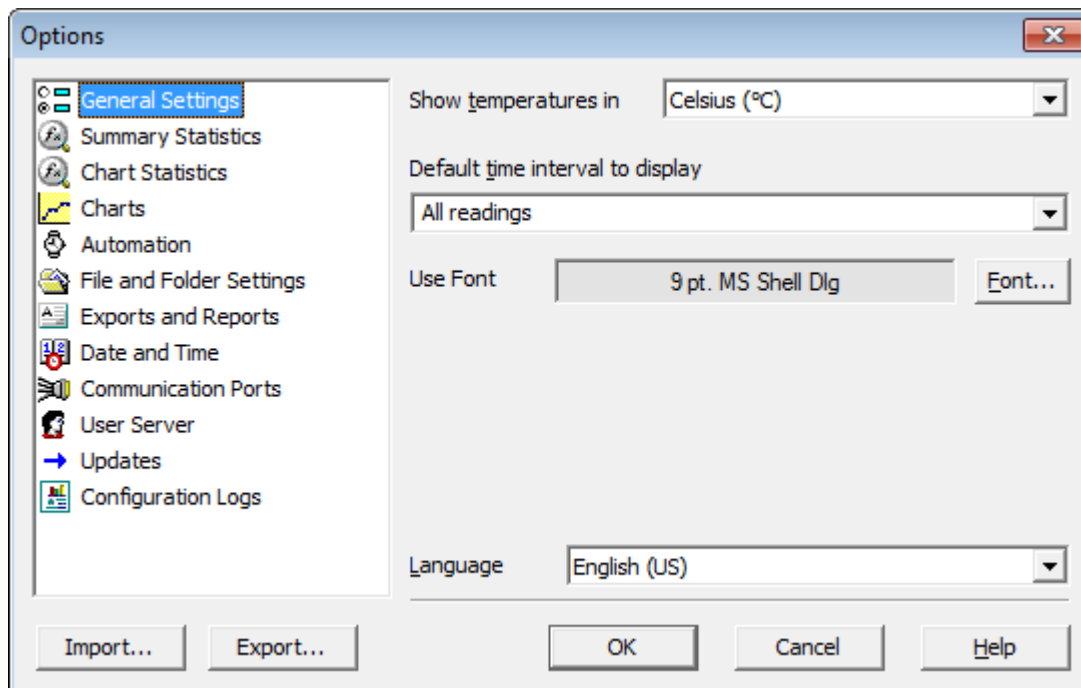 Options
General Settings
Summary Statistics
Chart Statistics
Charts
Automation
File and Folder Settings
Exports and Reports
Date and Time
Communication Ports
User Server
Updates
Configuration Logs
Show temperatures in Celsius (°C)
Default time interval to display
All readings
Use Font 9 pt. MS Shell Dlg Font...
Language English (US)
Import... Export... OK Cancel Help